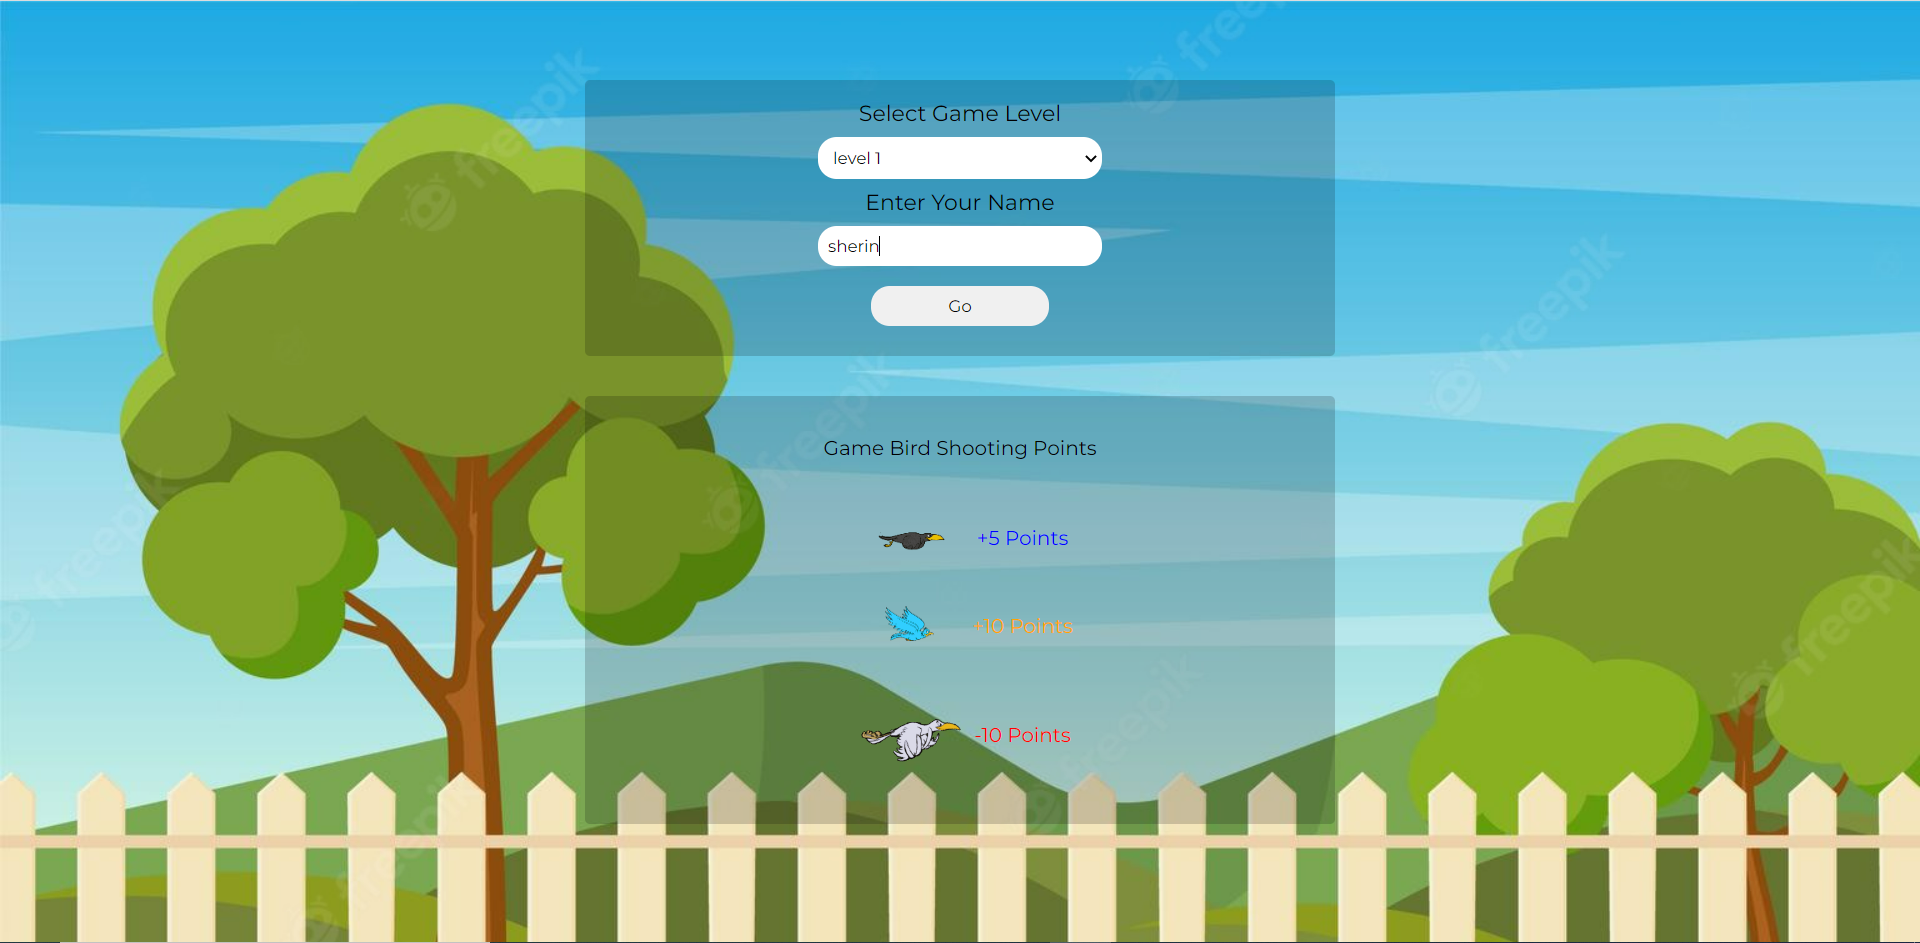 Select Game Level
level 1
Enter Your Name
sherin
Go
Game Bird Shooting Points
+5 Points
+10 Points
-10 Points
freepik
freepik
freepik
freepik
freepik
freepik
freepik
freepik